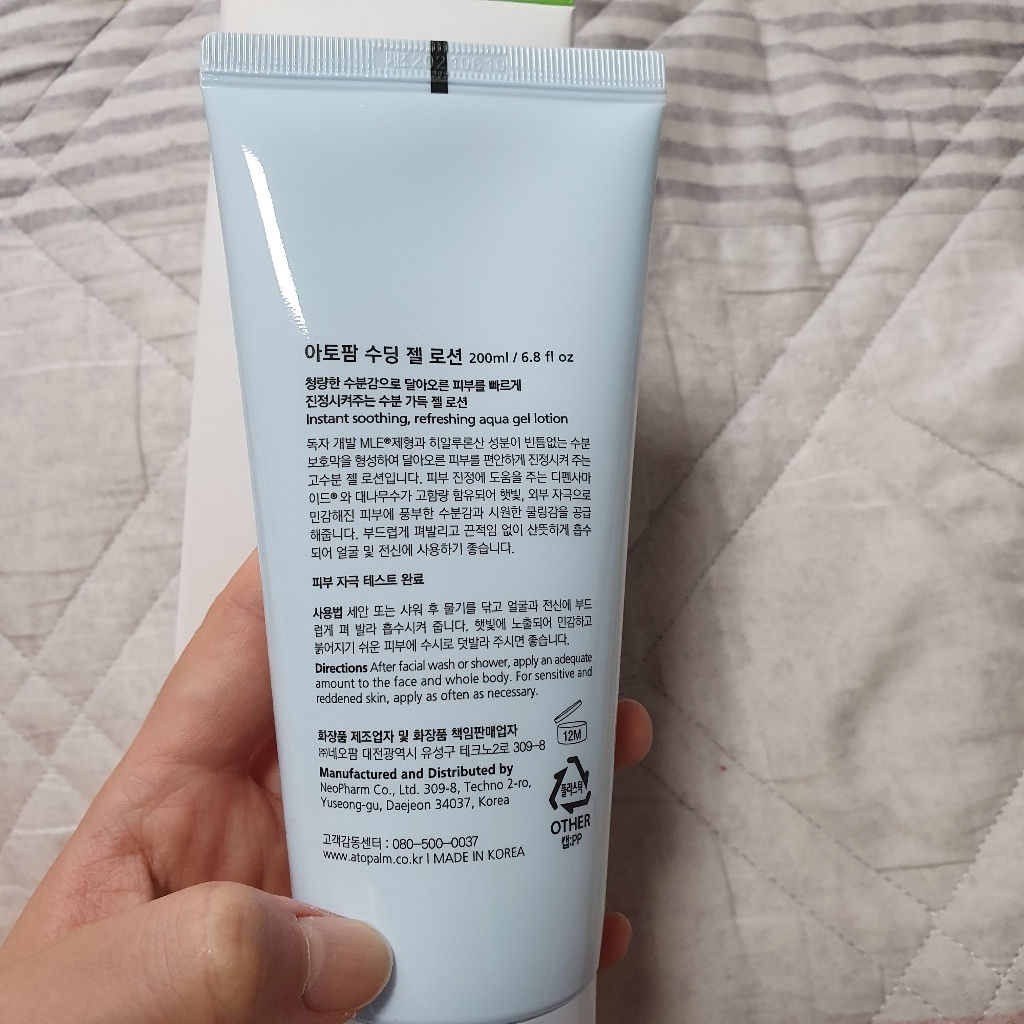 아토팜 수딩 젤 로션 200ml / 6.8 fl oz
청량한 수분감으로 달아오른 피부를 빠르게
진정시켜주는 수분 가득 젤 로션
Instant soothing, refreshing aqua gel lotion
독자 개발 MLE®제형과 히알루론산 성분이 빈틈없는 수분
보호막을 형성하여 달아오른 피부를 편안하게 진정시켜 주는
고수분 젤 로션입니다. 피부 진정에 도움을 주는 디펜사마
이드® 와 대나무수가 고함량 함유되어 햇빛, 외부 자극으로
민감해진 피부에 풍부한 수분감과 시원한 쿨링감을 공급
해줍니다. 부드럽게 펴발리고 끈적임 없이 산뜻하게 흡수
되어 얼굴 및 전신에 사용하기 좋습니다.
피부 자극 테스트 완료
사용법 세안 또는 샤워 후 물기를 닦고 얼굴과 전신에 부드
럽게 펴 발라 흡수시켜 줍니다. 햇빛에 노출되어 민감하고
붉어지기 쉬운 피부에 수시로 덧발라 주시면 좋습니다.
Directions After facial wash or shower, apply an adequate
amount to the face and whole body. For sensitive and
reddened skin, apply as often as necessary.
12M
화장품 제조업자 및 화장품 책임판매업자
㈜네오팜 대전광역시 유성구 테크노2로 309-8
Manufactured and Distributed by
NeoPharm Co., Ltd. 309-8, Techno 2-ro,
Yuseong-gu, Daejeon 34037, Korea
플라스틱
OTHER
캡:PP
고객감동센터 : 080-500-0037
www.atopalm.co.kr l MADE IN KOREA